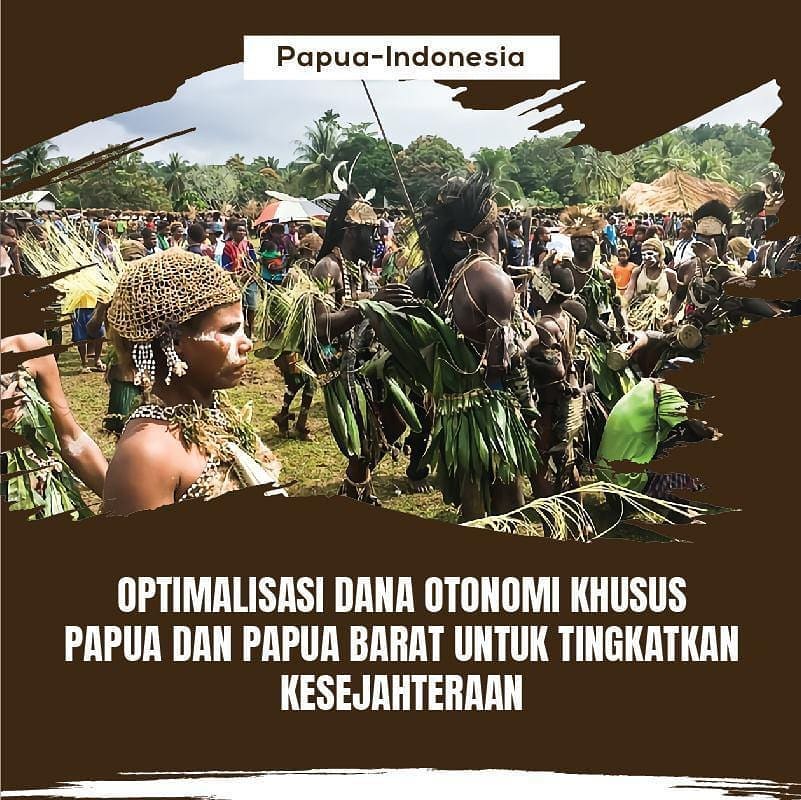 Papua-Indonesia
OPTIMALISASI DANA OTONOMI KHUSUS
PAPUA DAN PAPUA BARAT UNTUK TINGKATKAN
KESEJAHTERAAN